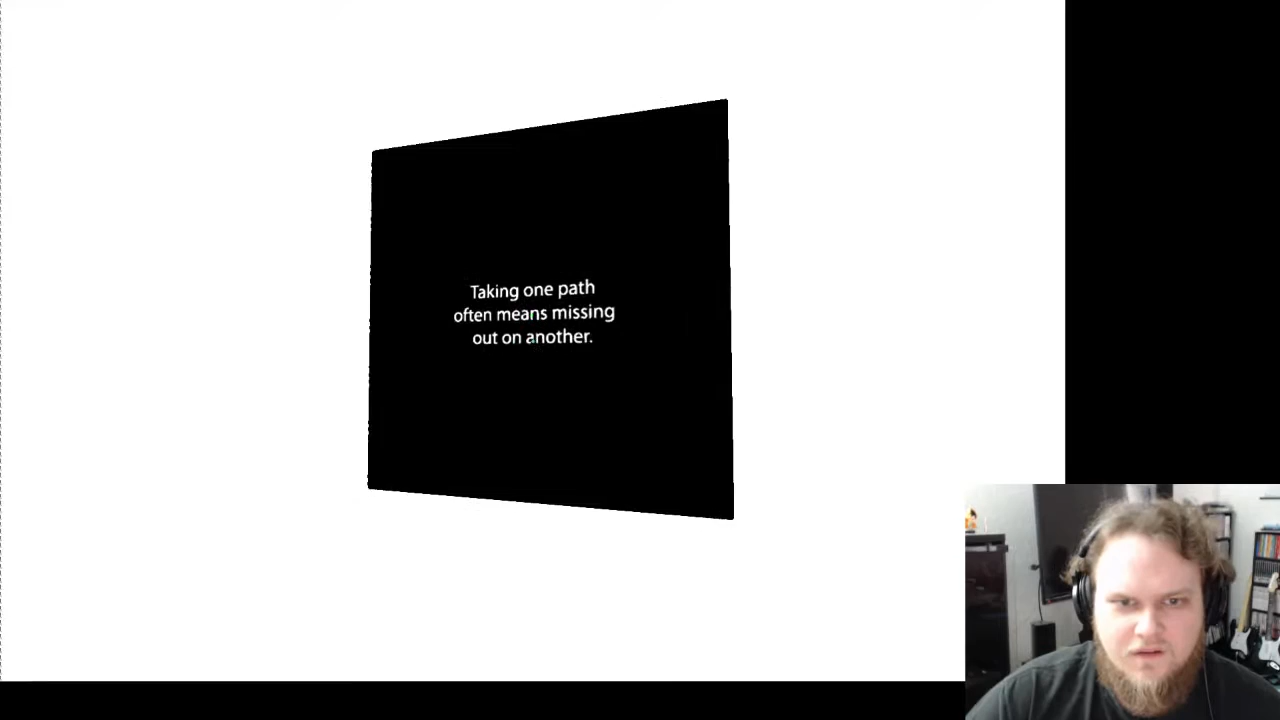 Taking one path
often means missing
out on another.